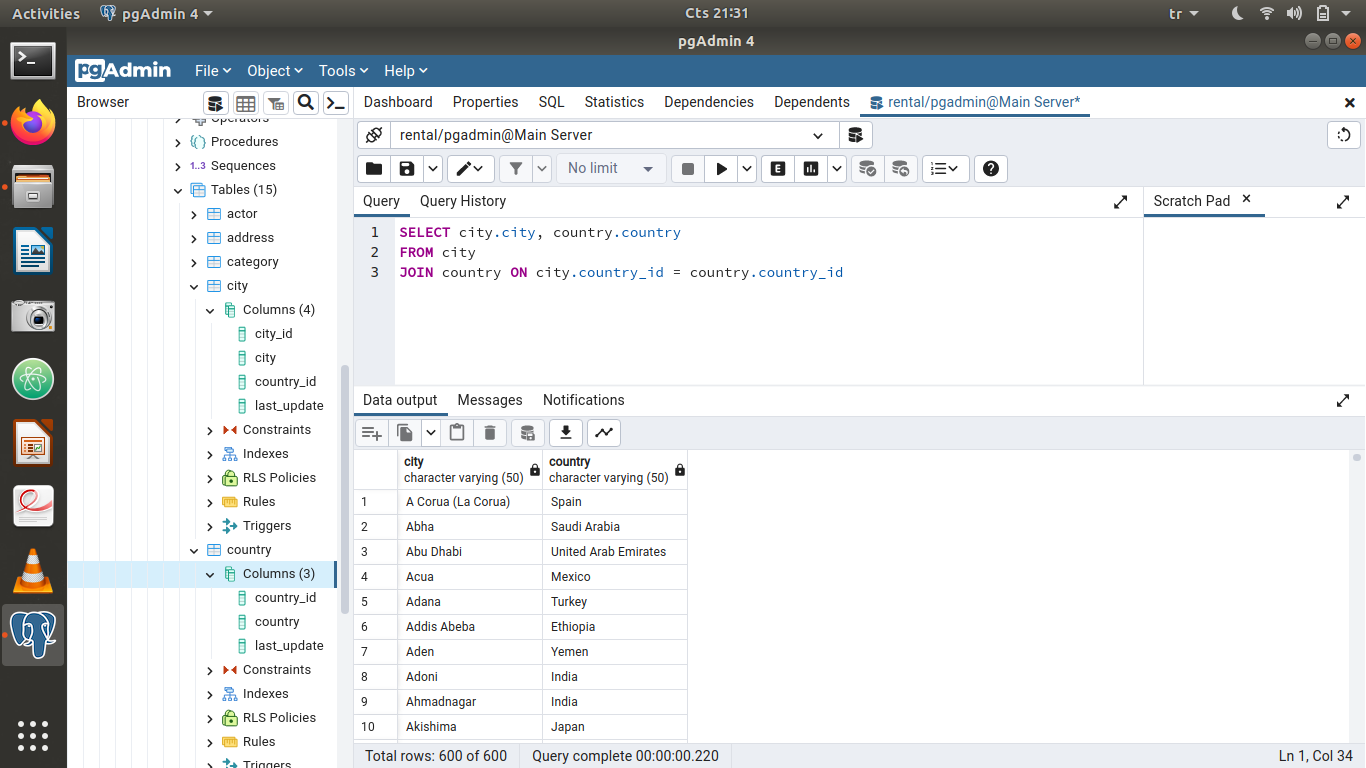 Activities pgAdmin 4 Cts 21:31 tr
pgAdmin 4
pgAdmin File Object Tools Help
Browser
Dashboard Properties SQL Statistics Dependencies Dependents rental/pgadmin@Main Server*
Operators
Procedures
1..3 Sequences
Tables (15)
actor
address
category
city
Columns (4)
city_id
city
country_id
last_update
Constraints
Indexes
RLS Policies
Rules
Triggers
country
Columns (3)
country_id
country
last_update
Constraints
Indexes
RLS Policies
Rules
Triggers
rental/pgadmin@Main Server
No limit E
Query Query History
Scratch Pad
1 SELECT city.city, country.country
2 FROM city
3 JOIN country ON city.country_id = country.country_id
Data output Messages Notifications
city country
character varying (50) character varying (50)
1 A Corua (La Corua) Spain
2 Abha Saudi Arabia
3 Abu Dhabi United Arab Emirates
4 Acua Mexico
5 Adana Turkey
6 Addis Abeba Ethiopia
7 Aden Yemen
8 Adoni India
9 Ahmadnagar India
10 Akishima Japan
Total rows: 600 of 600 Query complete 00:00:00.220 Ln 1, Col 34